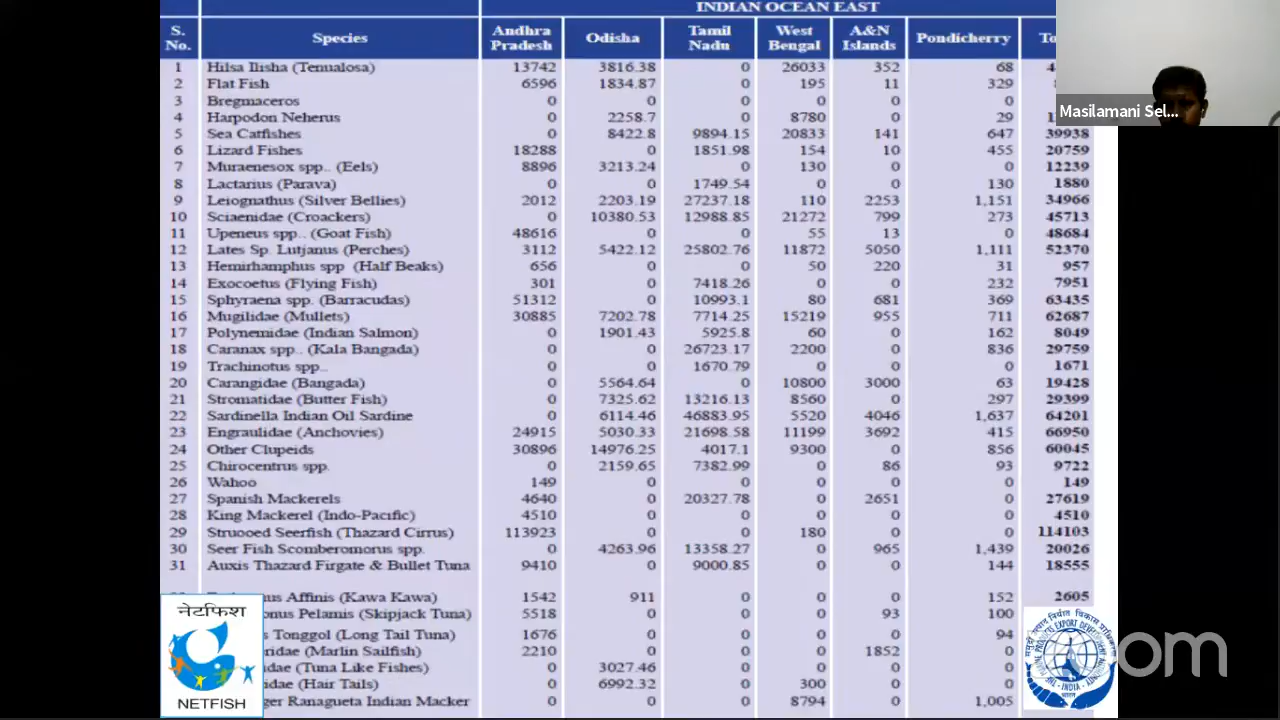 INDIAN OCEAN EAST
S. No. Species Andhra Pradesh Odisha Tamil Nadu West Bengal A&N Islands Pondicherry
1 Hilsa Ilisha (Tenualosa) 13742 3816.38 0 26033 352 68
2 Flat Fish 6596 1834.87 0 195 11 329
3 Bregmaceros 0 0 0 0 0 0
4 Harpodon Neherus 0 2258.7 0 8780 0 29
5 Sea Catfishes 0 8422.8 9894.15 20833 141 647 39938
6 Lizard Fishes 18288 0 1851.98 154 10 455 20759
7 Muraenesox spp.. (Eels) 8896 3213.24 0 130 0 0 12239
8 Lactarius (Parava) 0 0 1749.54 0 0 130 1880
9 Leiognathus (Silver Bellies) 2012 2203.19 27237.18 110 2253 1,151 34966
10 Sciaenidae (Croackers) 0 10380.53 12988.85 21272 799 273 45713
11 Upeneus spp.. (Goat Fish) 48616 0 0 55 13 0 48684
12 Lates Sp. Lutjanus (Perches) 3112 5422.12 25802.76 11872 5050 1,111 52370
13 Hemirhamphus spp (Half Beaks) 656 0 0 50 220 31 957
14 Exocoetus (Flying Fish) 301 0 7418.26 0 0 232 7951
15 Sphyraena spp. (Barracudas) 51312 0 10993.1 80 681 369 63435
16 Mugilidae (Mullets) 30885 7202.78 7714.25 15219 955 711 62687
17 Polynemidae (Indian Salmon) 0 1901.43 5925.8 60 0 162 8049
18 Caranax spp.. (Kala Bangada) 0 0 26723.17 2200 0 836 29759
19 Trachinotus spp.. 0 0 1670.79 0 0 0 1671
20 Carangidae (Bangada) 0 5564.64 0 10800 3000 63 19428
21 Stromatidae (Butter Fish) 0 7325.62 13216.13 8560 0 297 29399
22 Sardinella Indian Oil Sardine 0 6114.46 46883.95 5520 4046 1,637 64201
23 Engraulidae (Anchovies) 24915 5030.33 21698.58 11199 3692 415 66950
24 Other Clupeids 30896 14976.25 4017.1 9300 0 856 60045
25 Chirocentrus spp. 0 2159.65 7382.99 0 86 93 9722
26 Wahoo 149 0 0 0 0 0 149
27 Spanish Mackerels 4640 0 20327.78 0 2651 0 27619
28 King Mackerel (Indo-Pacific) 4510 0 0 0 0 0 4510
29 Struooed Seerfish (Thazard Cirrus) 113923 0 0 180 0 0 114103
30 Seer Fish Scomberomorus spp. 0 4263.96 13358.27 0 965 1,439 20026
31 Auxis Thazard Firgate & Bullet Tuna 9410 0 9000.85 0 0 144 18555
Affinis (Kawa Kawa) 1542 911 0 0 0 152 2605
Pelamis (Skipjack Tuna) 5518 0 0 0 93 100
Tonggol (Long Tail Tuna) 1676 0 0 0 0 94
(Marlin Sailfish) 2210 0 0 0 1852 0
(Tuna Like Fishes) 0 3027.46 0 0 0 0
(Hair Tails) 0 6992.32 0 300 0 0
Ranagueta Indian Macker 0 0 0 8794 0 1,005
Masilamani Sel...
नेटफिश
NETFISH
om